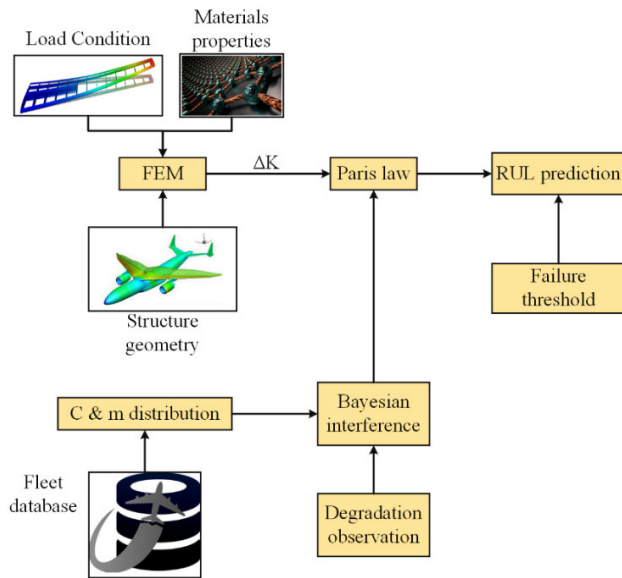 Load Condition
Materials
properties
FEM
ΔK
Paris law
RUL prediction
Structure
geometry
Failure
threshold
C & m distribution
Bayesian
interference
Fleet
database
Degradation
observation